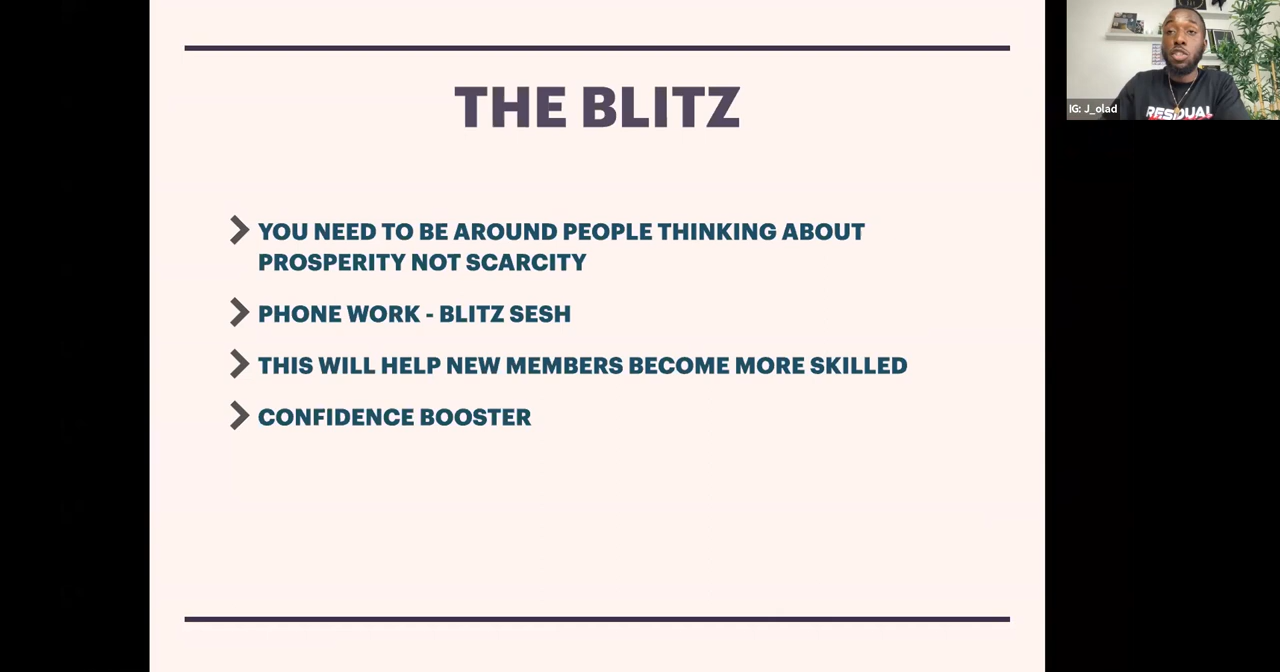 THE BLITZ
YOU NEED TO BE AROUND PEOPLE THINKING ABOUT
PROSPERITY NOT SCARCITY
PHONE WORK - BLITZ SESH
THIS WILL HELP NEW MEMBERS BECOME MORE SKILLED
CONFIDENCE BOOSTER
IG: J_olad
RESIDUAL